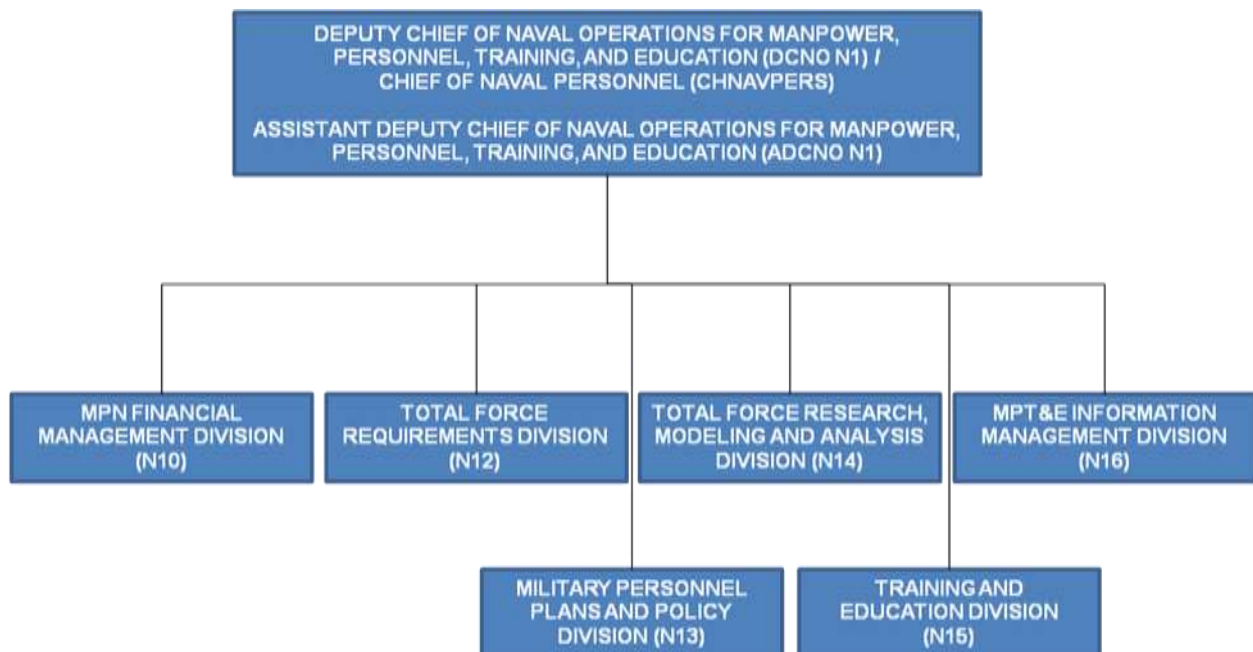 DEPUTY CHIEF OF NAVAL OPERATIONS FOR MANPOWER,
PERSONNEL, TRAINING, AND EDUCATION (DCNO N1) /
CHIEF OF NAVAL PERSONNEL (CHNAVPERS)
ASSISTANT DEPUTY CHIEF OF NAVAL OPERATIONS FOR MANPOWER,
PERSONNEL, TRAINING, AND EDUCATION (ADCNO N1)
MPN FINANCIAL
MANAGEMENT DIVISION
(N10)
TOTAL FORCE
REQUIREMENTS DIVISION
(N12)
TOTAL FORCE RESEARCH,
MODELING AND ANALYSIS
DIVISION (N14)
MPT&E INFORMATION
MANAGEMENT DIVISION
(N16)
MILITARY PERSONNEL
PLANS AND POLICY
DIVISION (N13)
TRAINING AND
EDUCATION DIVISION
(N15)